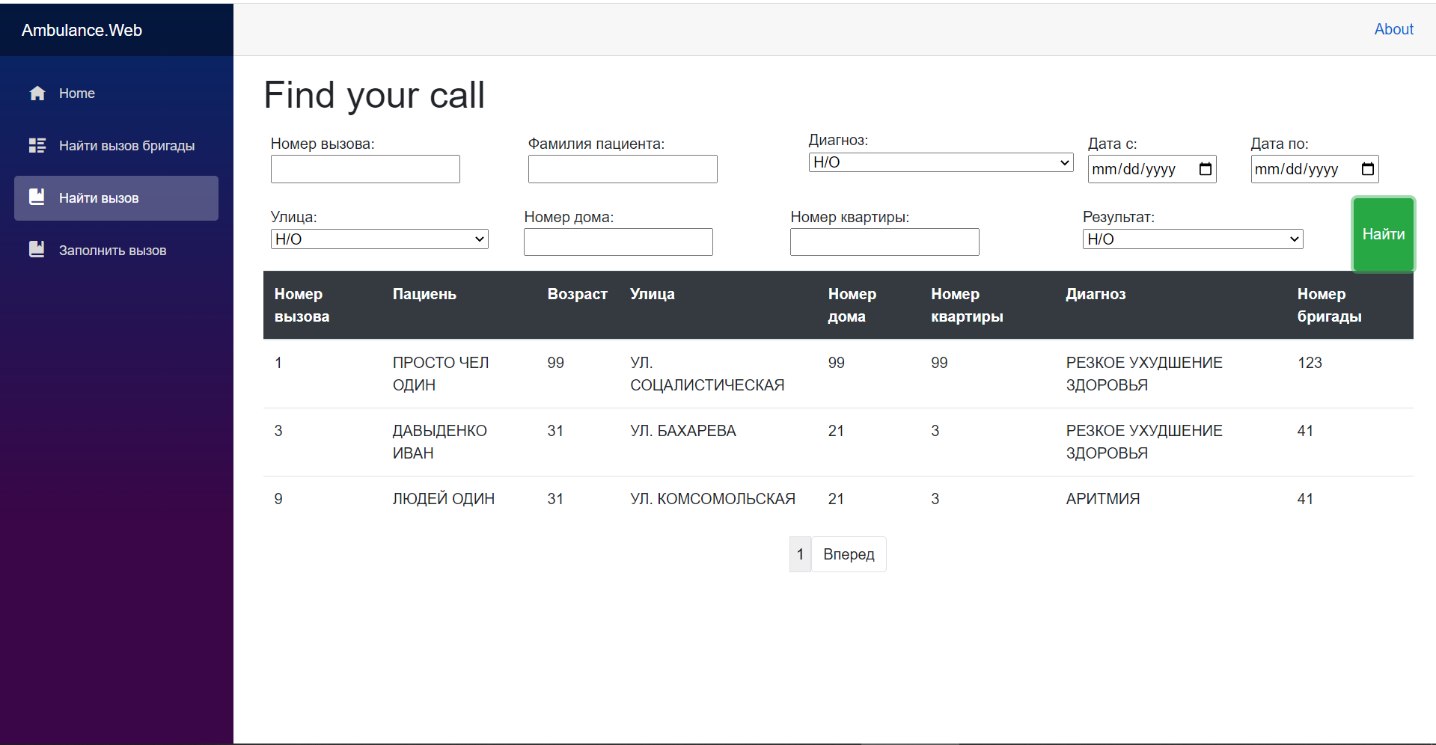 Ambulance.Web
About
Home
Найти вызов бригады
Найти вызов
Заполнить вызов
Find your call
Номер вызова: Фамилия пациента: Диагноз: Дата с: Дата по:
Н/О mm/dd/yyyy mm/dd/yyyy
Улица: Номер дома: Номер квартиры: Результат:
Н/О Н/О Найти
Номер вызова Пациень Возраст Улица Номер дома Номер квартиры Диагноз Номер бригады
1 ПРОСТО ЧЕЛ ОДИН 99 УЛ. СОЦАЛИСТИЧЕСКАЯ 99 99 РЕЗКОЕ УХУДШЕНИЕ ЗДОРОВЬЯ 123
3 ДАВЫДЕНКО ИВАН 31 УЛ. БАХАРЕВА 21 3 РЕЗКОЕ УХУДШЕНИЕ ЗДОРОВЬЯ 41
9 ЛЮДЕЙ ОДИН 31 УЛ. КОМСОМОЛЬСКАЯ 21 3 АРИТМИЯ 41
1 Вперед